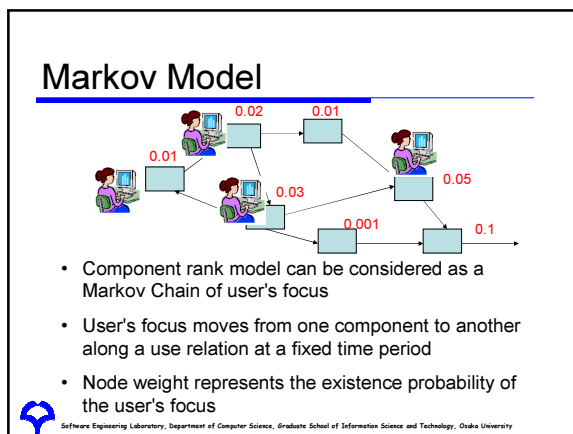 Markov Model
0.02
0.01
0.01
0.05
0.03
0.001
0.1
• Component rank model can be considered as a
Markov Chain of user's focus
• User's focus moves from one component to another
along a use relation at a fixed time period
• Node weight represents the existence probability of
the user's focus
Software Engineering Laboratory, Department of Computer Science, Graduate School of Information Science and Technology, Osaka University